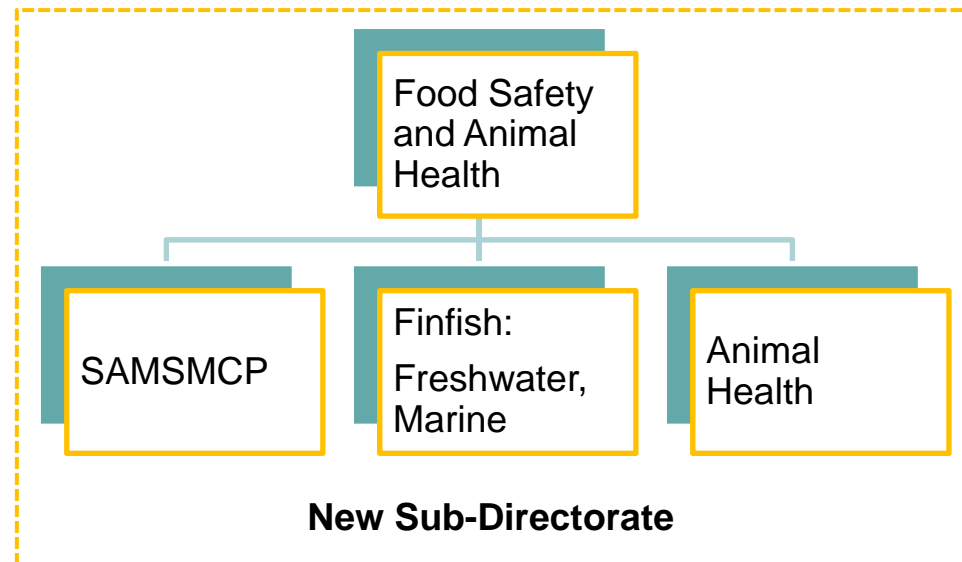 Food Safety
and Animal
Health
SAMSMCP
Finfish:
Freshwater,
Marine
Animal
Health
New Sub-Directorate